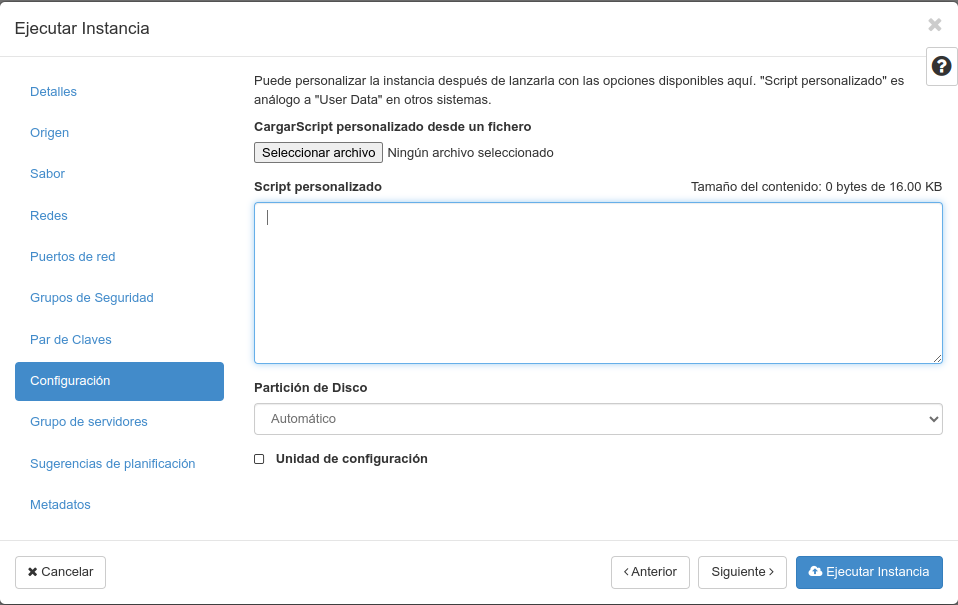 Ejecutar Instancia
Detalles
Origen
Sabor
Redes
Puertos de red
Grupos de Seguridad
Par de Claves
Configuración
Grupo de servidores
Sugerencias de planificación
Metadatos
Puede personalizar la instancia después de lanzarla con las opciones disponibles aquí. "Script personalizado" es
análogo a "User Data" en otros sistemas.
CargarScript personalizado desde un fichero
Seleccionar archivo Ningún archivo seleccionado
Script personalizado Tamaño del contenido: 0 bytes de 16.00 KB
Partición de Disco
Automático
Unidad de configuración
Cancelar
Anterior
Siguiente
Ejecutar Instancia